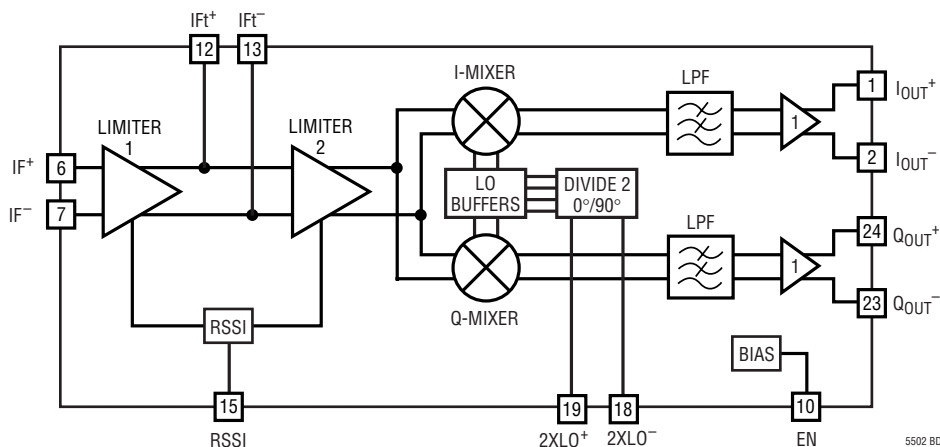 IFt+
IFt−
12
13
I-MIXER
LPF
1
IOUT+
LIMITER
1
LIMITER
2
1
IF+
6
2
IOUT−
IF−
7
LO
BUFFERS
DIVIDE 2
0°/90°
LPF
24
QOUT+
1
23
QOUT−
Q-MIXER
RSSI
BIAS
15
19
18
10
RSSI
2XLO+
2XLO−
EN
5502 BD